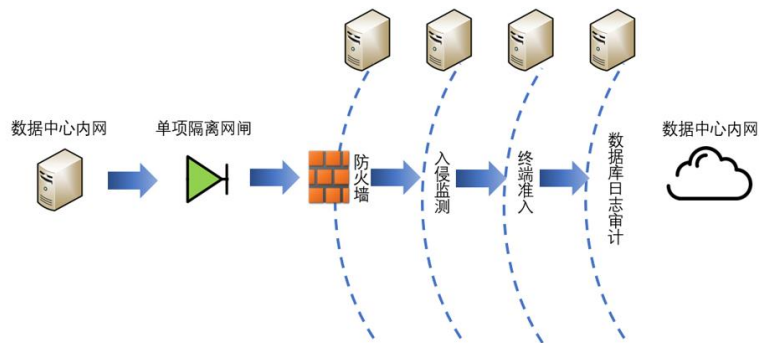 数据中心内网
单项隔离网闸
防火墙
入侵监测
终端准入
数据库日志审计
数据中心内网